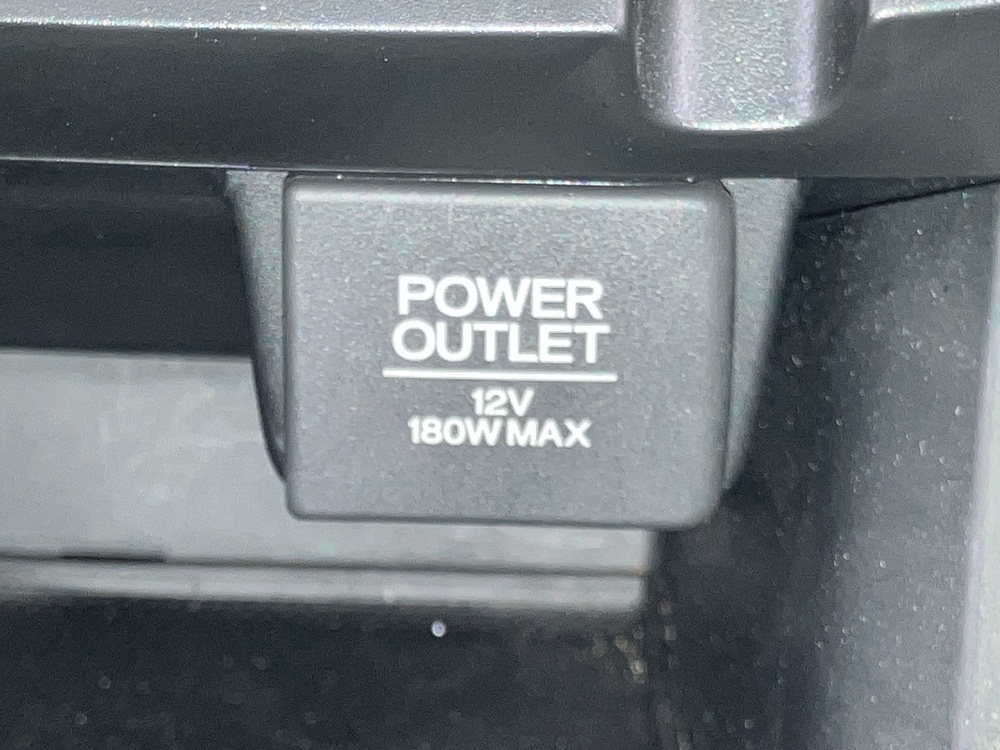 POWER
OUTLET
12V
180W MAX